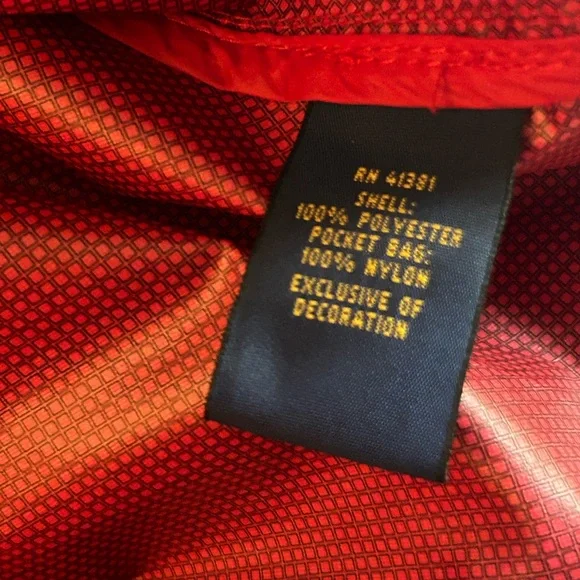 RN 41381
SHELL:
100% POLYESTER
POCKET BAG:
100% NYLON
EXCLUSIVE OF
DECORATION